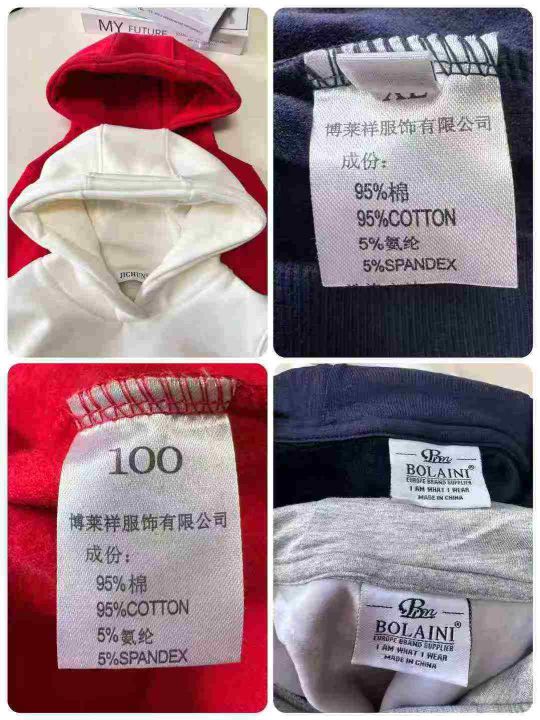 MY FUTURE
JICHUN
博莱祥服饰有限公司
成份：
95%棉
95%COTTON
5%氨纶
5%SPANDEX
100
博莱祥服饰有限公司
成份：
95%棉
95%COTTON
5%氨纶
5%SPANDEX
Prm
BOLAINI®
EUROPE BRAND SUPPLIER
I AM WHAT I WEAR
MADE IN CHINA
Prm
BOLAINI®
EUROPE BRAND SUPPLIER
I AM WHAT I WEAR
MADE IN CHINA